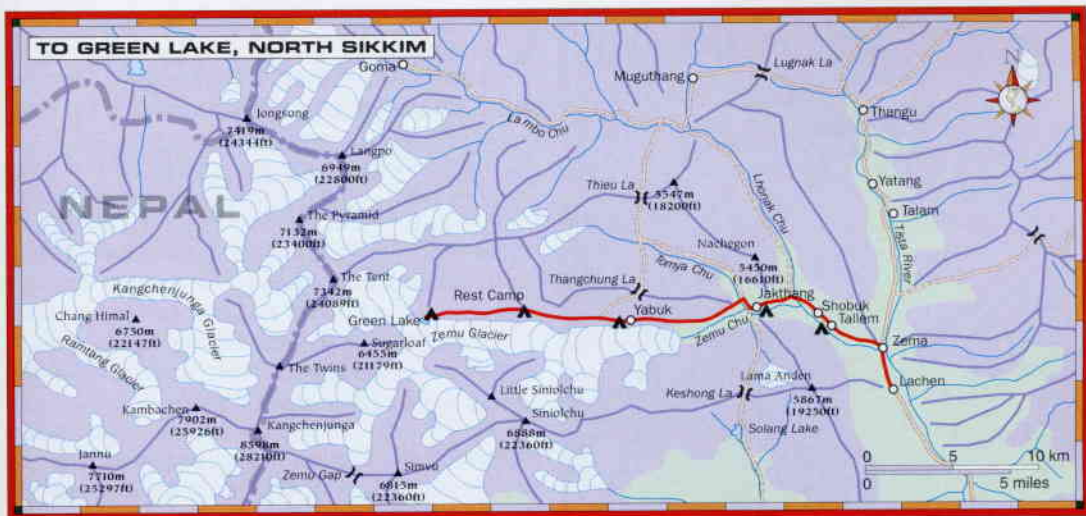 TO GREEN LAKE, NORTH SIKKIM
N
Goma
Muguthang
Lugnak La
Thangu
Jongsong
7419m
(24344ft)
La mbo Chu
Langpo
6949m
(22800ft)
Yatang
Talam
Thieu La
5547m
(18200ft)
Lhonak Chu
NEPAL
The Pyramid
7132m
(23400ft)
Tista River
Nachegon
5450m
(16610ft)
Tomya Chu
The Tent
7342m
(24089ft)
Thangchung La
Kangchenjunga
Glacier
Rest Camp
Jakthang
Shobuk
Tallem
Chang Himal
6750m
(22147ft)
Green Lake
Zemu Glacier
Yabuk
Zemu Chu
Zema
Ramtang Glacier
Sugarloaf
6455m
(21179ft)
The Twins
Lama Anden
5867m
(19250ft)
Lachen
Little Siniolchu
Keshong La
Kambachen
7902m
(25926ft)
Siniolchu
6888m
(22360ft)
Kangchenjunga
8598m
(28210ft)
Solang Lake
Jannu
7710m
(25297ft)
Zemu Gap
Simvu
6815m
(22360ft)
0 5 10 km
0 5 miles